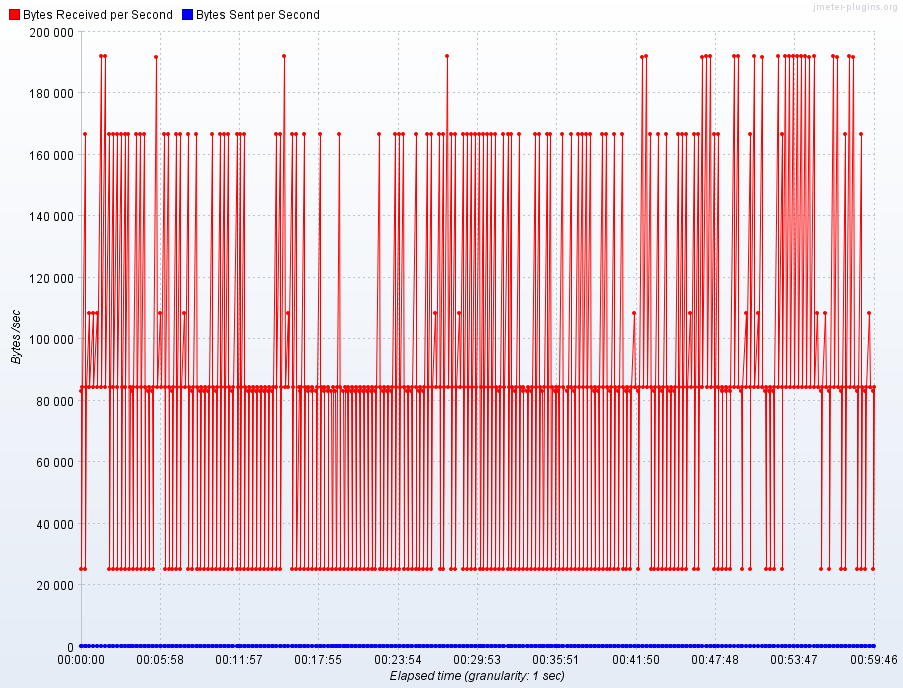 jmeter-plugins.org
Bytes Received per Second Bytes Sent per Second
200 000
180 000
160 000
140 000
120 000
100 000
80 000
60 000
40 000
20 000
0
Bytes /sec
00:00:00 00:05:58 00:11:57 00:17:55 00:23:54 00:29:53 00:35:51 00:41:50 00:47:48 00:53:47 00:59:46
Elapsed time (granularity: 1 sec)